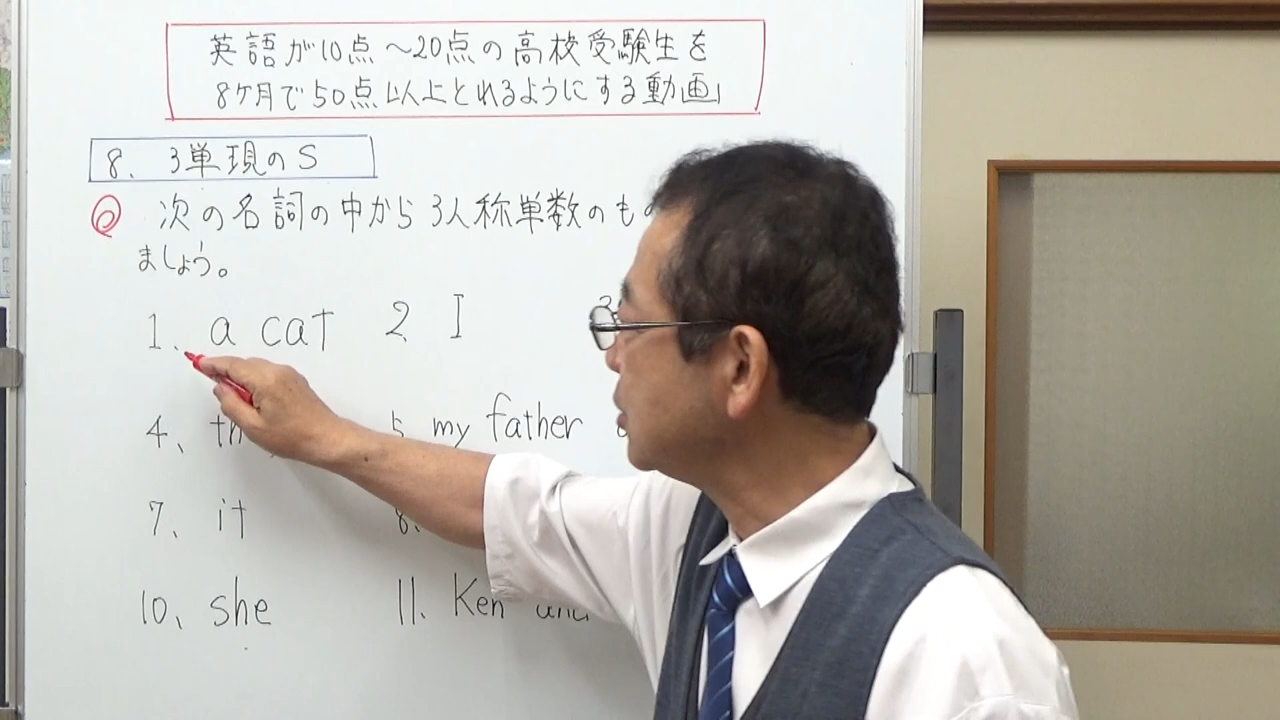 英語が10点～20点の高校受験生を
8ヶ月で50点以上とれるようにする動画」
8. 3単現のS
Q 次の名詞の中から3人称単数のもの
ましょう。
1. a cat 2. I
4、 5 my father
7、 it 8.
10、 she 11. Ken and